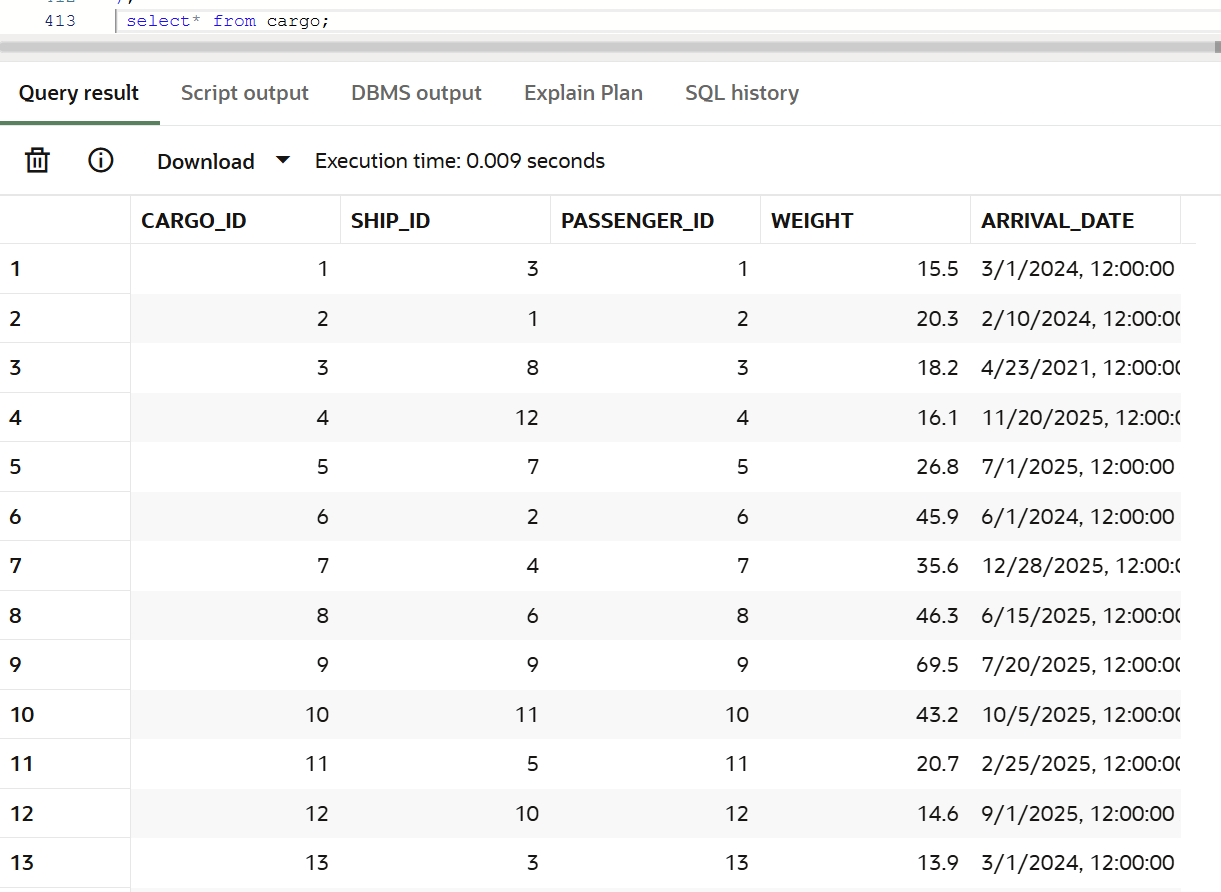 413 select* from cargo;
Query result Script output DBMS output Explain Plan SQL history
Download Execution time: 0.009 seconds
CARGO_ID SHIP_ID PASSENGER_ID WEIGHT ARRIVAL_DATE
1 1 3 1 15.5 3/1/2024, 12:00:00
2 2 1 2 20.3 2/10/2024, 12:00:00
3 3 8 3 18.2 4/23/2021, 12:00:00
4 4 12 4 16.1 11/20/2025, 12:00:0
5 5 7 5 26.8 7/1/2025, 12:00:00
6 6 2 6 45.9 6/1/2024, 12:00:00
7 7 4 7 35.6 12/28/2025, 12:00:0
8 8 6 8 46.3 6/15/2025, 12:00:00
9 9 9 9 69.5 7/20/2025, 12:00:00
10 10 11 10 43.2 10/5/2025, 12:00:00
11 11 5 11 20.7 2/25/2025, 12:00:00
12 12 10 12 14.6 9/1/2025, 12:00:00
13 13 3 13 13.9 3/1/2024, 12:00:00